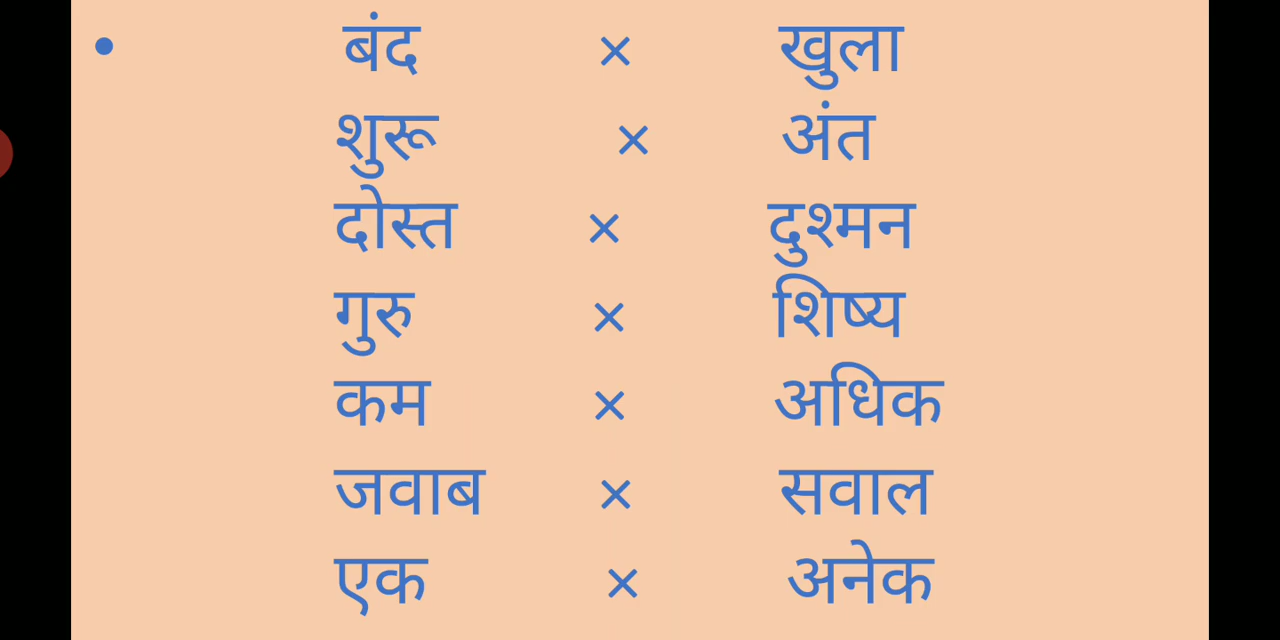 • बंद × खुला
शुरू × अंत
दोस्त × दुश्मन
गुरु × शिष्य
कम × अधिक
जवाब × सवाल
एक × अनेक